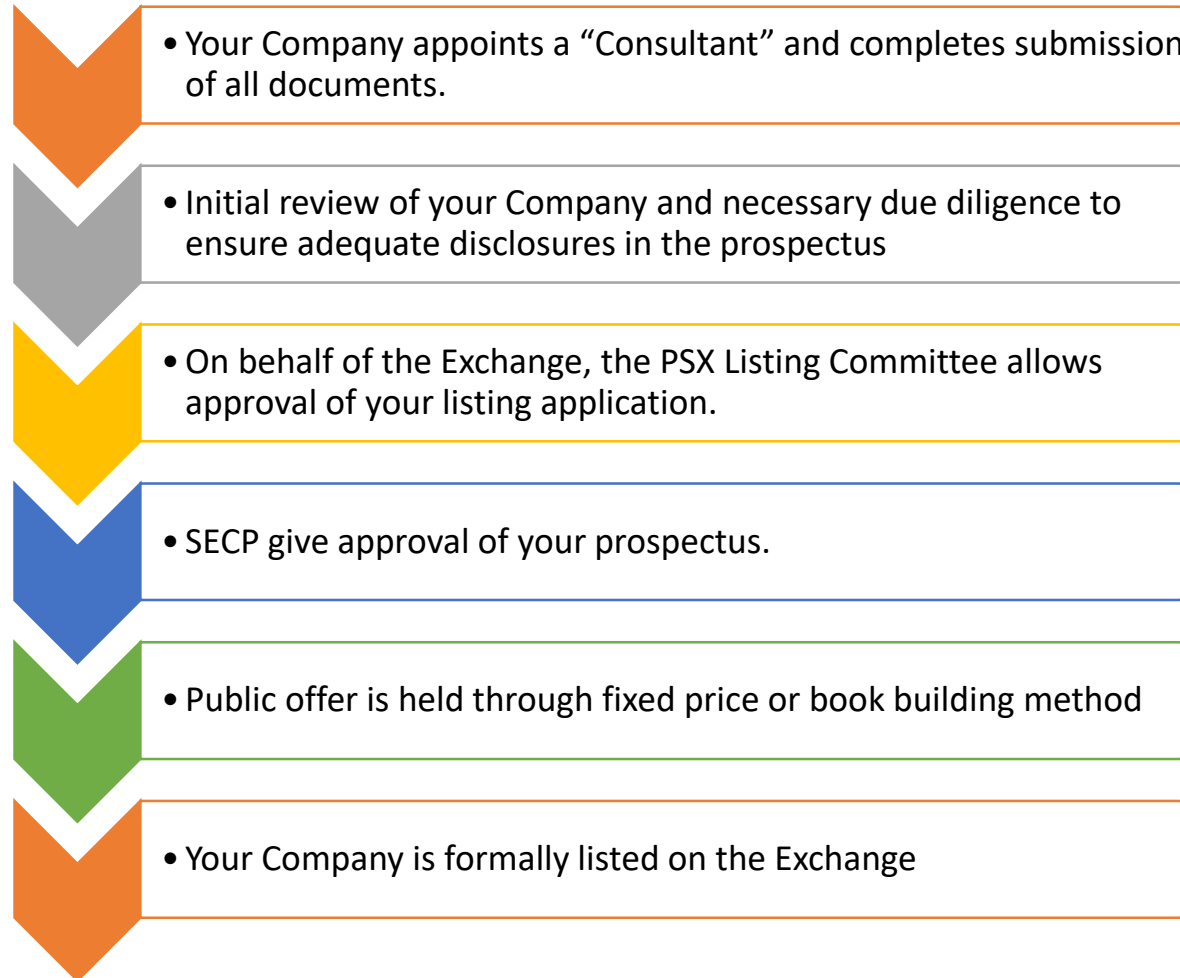 • Your Company appoints a “Consultant” and completes submission
of all documents.
• Initial review of your Company and necessary due diligence to
ensure adequate disclosures in the prospectus
• On behalf of the Exchange, the PSX Listing Committee allows
approval of your listing application.
• SECP give approval of your prospectus.
• Public offer is held through fixed price or book building method
• Your Company is formally listed on the Exchange